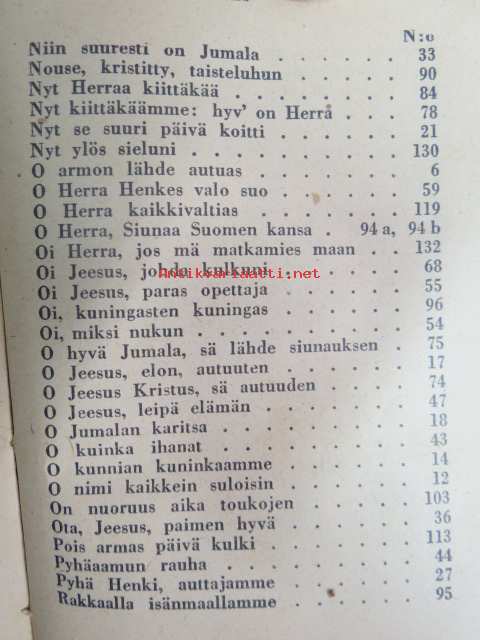 N:o
Niin suuresti on Jumala . . . . . . 33
Nouse, kristitty, taisteluhun . . . . . 90
Nyt Herraa kiittäkää . . . . . . . 84
Nyt kiittäkäämme: hyv' on Herra . . . 78
Nyt se suuri päivä koitti . . . . . . 21
Nyt ylös sieluni . . . . . . . . . 130
O armon lähde autuas . . . . . . . 6
O Herra Henkes valo suo . . . . . . 59
O Herra kaikkivaltias . . . . . . 119
O Herra, Siunaa Suomen kansa . 94 a, 94 b
Oi Herra, jos mä matkamies maan . . 132
Oi Jeesus, johda kulkuni . . . . . . 68
antikvariaatti.net
Oi Jeesus, paras opettaja . . . . . . 55
Oi, kuningasten kuningas . . . . . . 96
Oi, miksi nukun . . . . . . . . . 54
O hyvä Jumala, sä lähde siunauksen . 75
O Jeesus, elon, autuuten . . . . . . 17
O Jeesus Kristus, sä autuuden . . . . 74
O Jeesus, leipä elämän . . . . . . . 47
O Jumalan karitsa . . . . . . . . 18
O kuinka ihanat . . . . . . . . . 43
O kunnian kuninkaamme . . . . . . 14
O nimi kaikkein suloisin . . . . . . 12
On nuoruus aika toukojen . . . . . 103
Ota, Jeesus, paimen hyvä . . . . . . 36
Pois armas päivä kulki . . . . . . 113
Pyhäaamun rauha . . . . . . . . 44
Pyhä Henki, auttajamme . . . . . . 27
Rakkaalla isänmaallamme . . . . . . 95